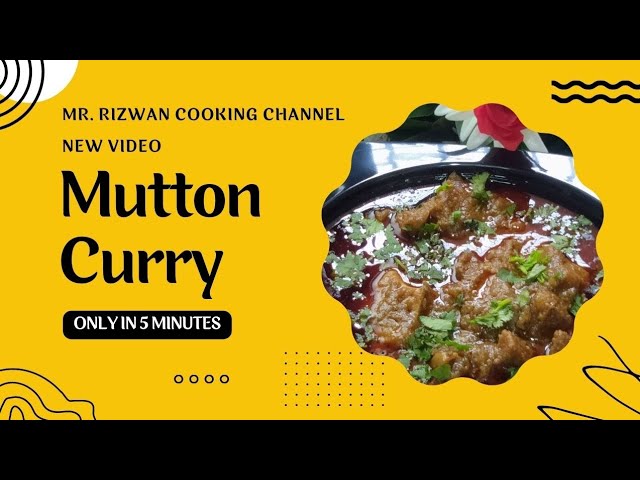 MR. RIZWAN COOKING CHANNEL
NEW VIDEO
Mutton
Curry
ONLY IN 5 MINUTES